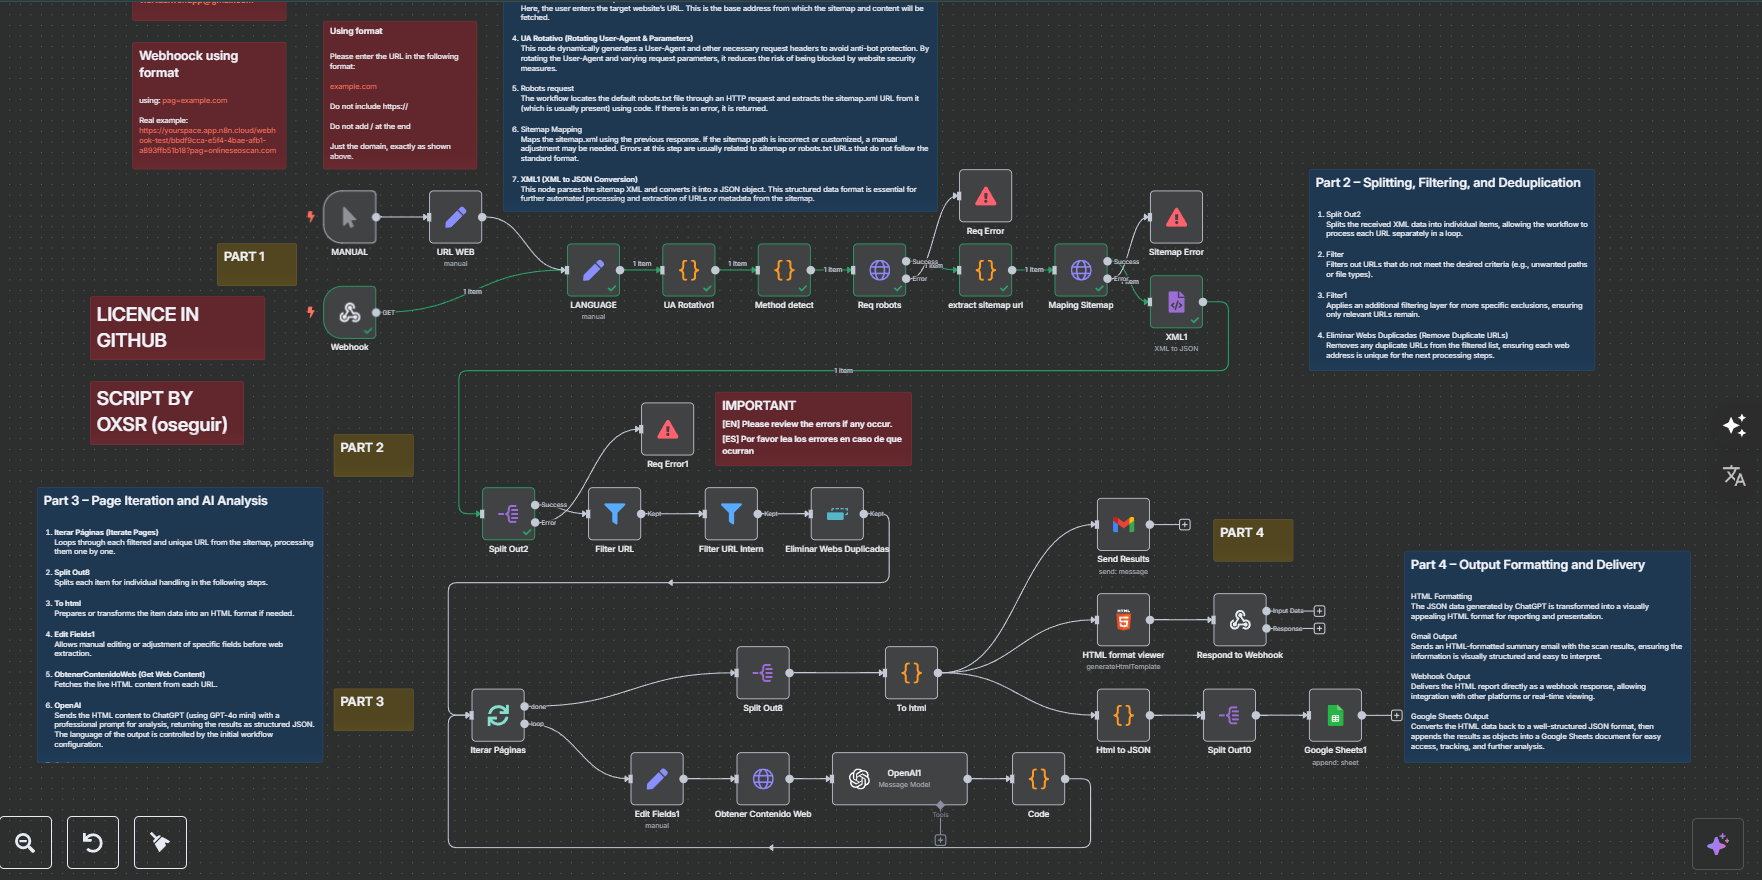 Webhoock using
format
using: pag=example.com
Real example:
https://yourspace.app.n8n.cloud/webh
ook-test/bbdf9cca-e5f4-4bae-afb1-
a893ffb51b18?pag=onlineseoscan.com
Using format
Please enter the URL in the following
format:
example.com
Do not include https://
Do not add / at the end
Just the domain, exactly as shown
above.
Here, the user enters the target website's URL. This is the base address from which the sitemap and content will be
fetched.
4. UA Rotativo (Rotating User-Agent & Parameters)
This node dynamically generates a User-Agent and other necessary request headers to avoid anti-bot protection. By
rotating the User-Agent and varying request parameters, it reduces the risk of being blocked by website security
measures.
5. Robots request
The workflow locates the default robots.txt file through an HTTP request and extracts the sitemap.xml URL from it
(which is usually present) using code. If there is an error, it is returned.
6. Sitemap Mapping
Maps the sitemap.xml using the previous response. If the sitemap path is incorrect or customized, a manual
adjustment may be needed. Errors at this step are usually related to sitemap or robots.txt URLs that do not follow the
standard format.
7. XML1 (XML to JSON Conversion)
This node parses the sitemap XML and converts it into a JSON object. This structured data format is essential for
further automated processing and extraction of URLs or metadata from the sitemap.
Part 2 – Splitting, Filtering, and Deduplication
1. Split Out2
Splits the received XML data into individual items, allowing the workflow to
process each URL separately in a loop.
2. Filter
Filters out URLs that do not meet the desired criteria (e.g., unwanted paths
or file types).
3. Filter1
Applies an additional filtering layer for more specific exclusions, ensuring
only relevant URLs remain.
4. Eliminar Webs Duplicadas (Remove Duplicate URLs)
Removes any duplicate URLs from the filtered list, ensuring each web
address is unique for the next processing steps.
PART 1
MANUAL
URL WEB
manual
Webhook
GET
1 item
LANGUAGE
manual
1 item
UA Rotativo1
1 item
Method detect
1 item
Req robots
Success
Error
Req Error
extract sitemap url
1 item
Maping Sitemap
Success
Error
Sitemap Error
XML1
XML to JSON
1 item
LICENCE IN
GITHUB
SCRIPT BY
OXSR (oseguir)
PART 2
Req Error1
IMPORTANT
[EN] Please review the errors if any occur.
[ES] Por favor lea los errores en caso de que
ocurran
Split Out2
Success
Error
Filter URL
Kept
Filter URL Intern
Kept
Eliminar Webs Duplicadas
Kept
Part 3 – Page Iteration and AI Analysis
1. Iterar Páginas (Iterate Pages)
Loops through each filtered and unique URL from the sitemap, processing
them one by one.
2. Split Out8
Splits each item for individual handling in the following steps.
3. To html
Prepares or transforms the item data into an HTML format if needed.
4. Edit Fields1
Allows manual editing or adjustment of specific fields before web
extraction.
5. ObtenerContenidoWeb (Get Web Content)
Fetches the live HTML content from each URL.
6. OpenAI
Sends the HTML content to ChatGPT (using GPT-4o mini) with a
professional prompt for analysis, returning the results as structured JSON.
The language of the output is controlled by the initial workflow
configuration.
PART 3
Iterar Páginas
done
loop
Split Out8
To html
Edit Fields1
manual
Obtener Contenido Web
OpenAI1
Message Model
Tools
Code
Send Results
send: message
HTML format viewer
generateHtmlTemplate
Respond to Webhook
Input Data
Response
Html to JSON
Split Out10
Google Sheets1
append: sheet
PART 4
Part 4 – Output Formatting and Delivery
HTML Formatting
The JSON data generated by ChatGPT is transformed into a visually
appealing HTML format for reporting and presentation.
Gmail Output
Sends an HTML-formatted summary email with the scan results, ensuring the
information is visually structured and easy to interpret.
Webhook Output
Delivers the HTML report directly as a webhook response, allowing
integration with other platforms or real-time viewing.
Google Sheets Output
Converts the HTML data back to a well-structured JSON format, then
appends the results as objects into a Google Sheets document for easy
access, tracking, and further analysis.